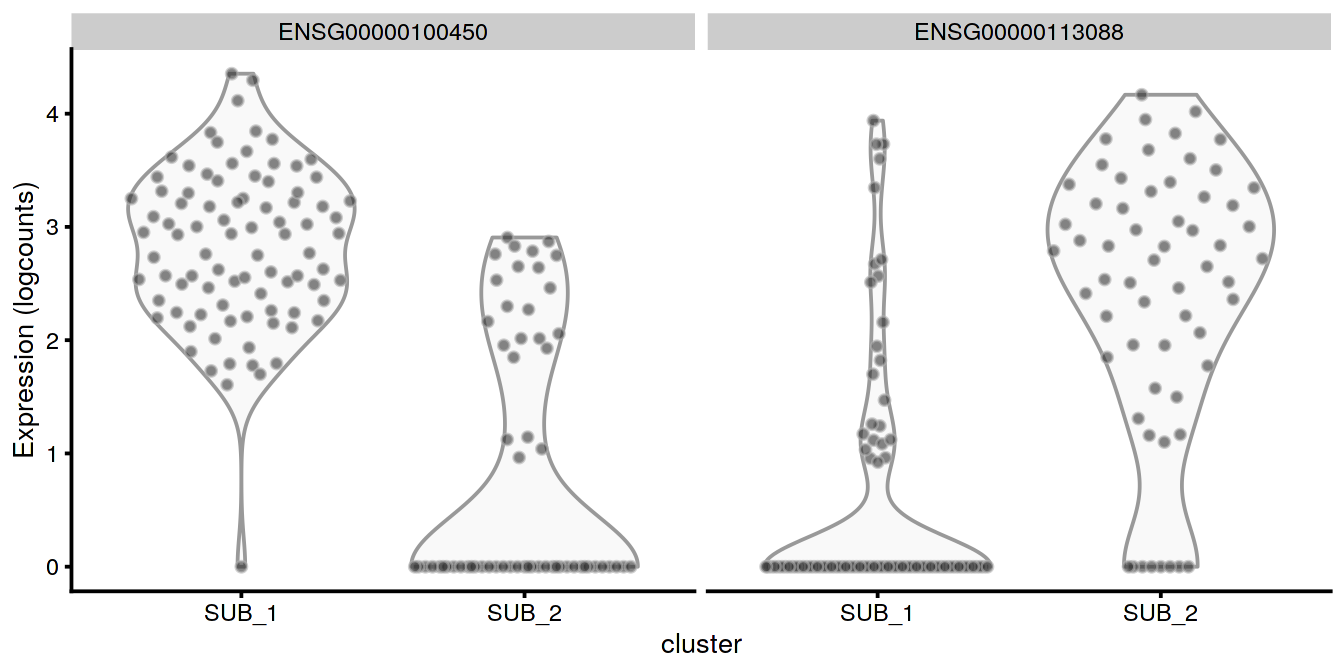 ENSG00000100450 ENSG00000113088
4
3
2
1
0
Expression (logcounts)
SUB_1 SUB_2 SUB_1 SUB_2
cluster